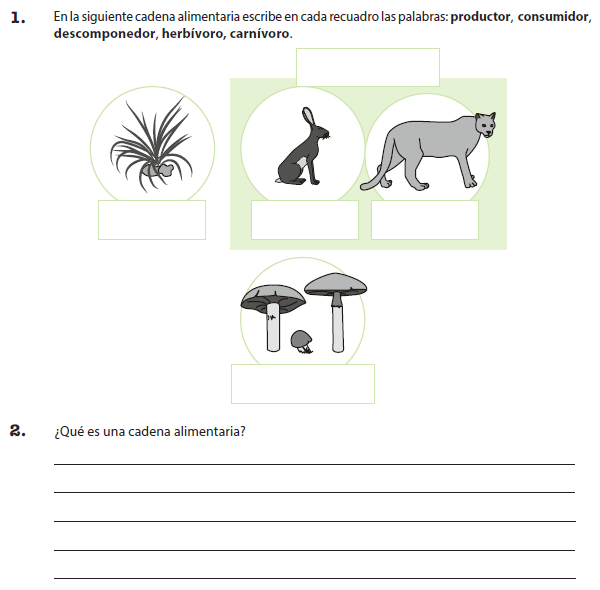 1. En la siguiente cadena alimentaria escribe en cada recuadro las palabras: productor, consumidor,
descomponedor, herbívoro, carnívoro.
2. ¿Qué es una cadena alimentaria?